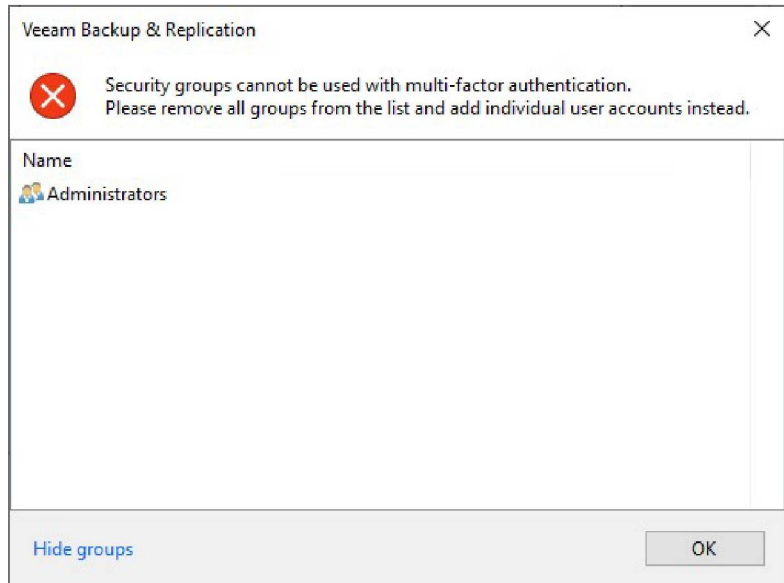 Veeam Backup & Replication
Security groups cannot be used with multi-factor authentication.
Please remove all groups from the list and add individual user accounts instead.
Name
Administrators
Hide groups
OK